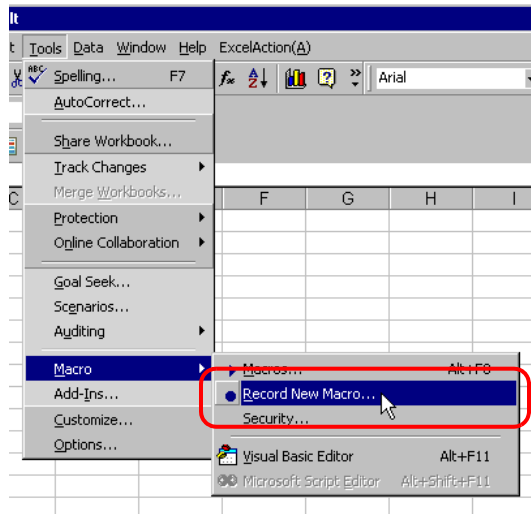 lt
t Tools Data Window Help ExcelAction(A)
ABC Spelling... F7 fx A Z ? » Arial
AutoCorrect...
Share Workbook...
Track Changes
Merge Workbooks...
C F G H I
Protection
Online Collaboration
Goal Seek...
Scenarios...
Auditing
Macro Macros... Alt+F8
Add-Ins... Record New Macro...
Customize... Security...
Options... Visual Basic Editor Alt+F11
Microsoft Script Editor Alt+Shift+F11